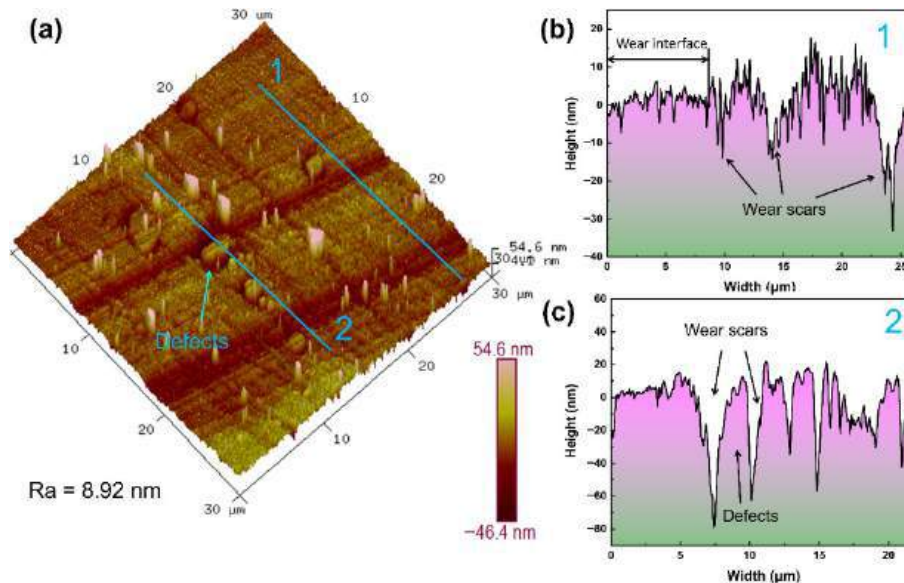 (a)
30 μm
20
10
10
20
30
1
2
54.6 nm
30 μm
Defects
10
20
30 μm
10
20
Ra = 8.92 nm
54.6 nm
−46.4 nm
(b)
1
Wear interface
Wear scars
Height (nm)
20
10
0
−10
−20
−30
−40
0
5
10
15
20
25
Width (μm)
(c)
2
Wear scars
Defects
Height (nm)
60
40
20
0
−20
−40
−60
−80
0
5
10
15
20
Width (μm)